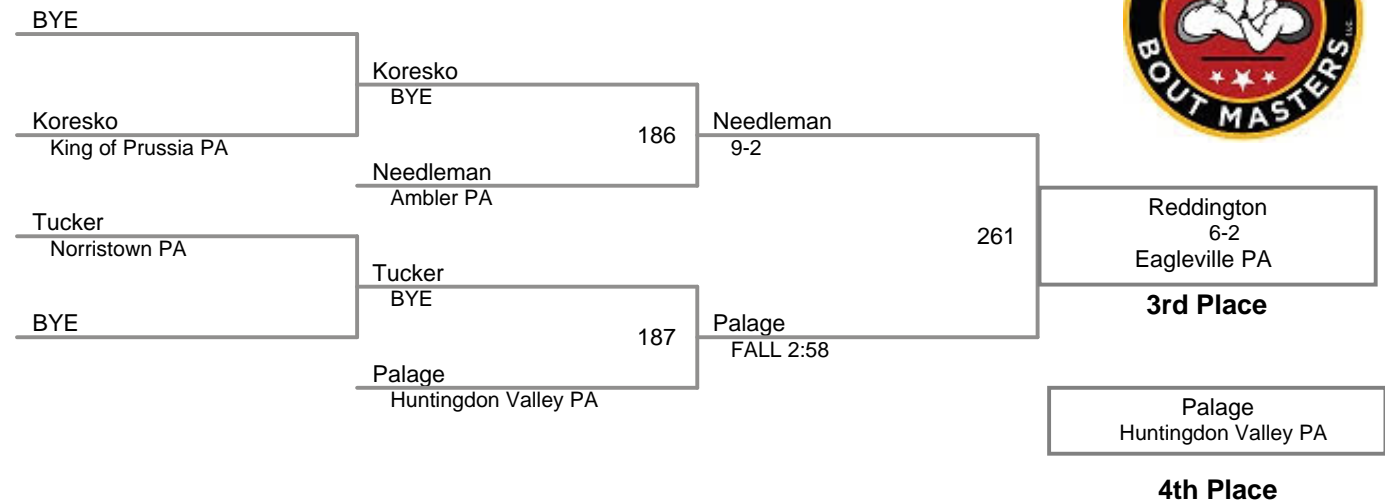 BYE
Koresko
King of Prussia PA
Tucker
Norristown PA
BYE
Koresko
BYE
Needleman
Ambler PA
Tucker
BYE
Palage
Huntingdon Valley PA
186
187
Needleman
9-2
Palage
FALL 2:58
261
Reddington
6-2
Eagleville PA
3rd Place
Palage
Huntingdon Valley PA
4th Place
BOUT MASTERS